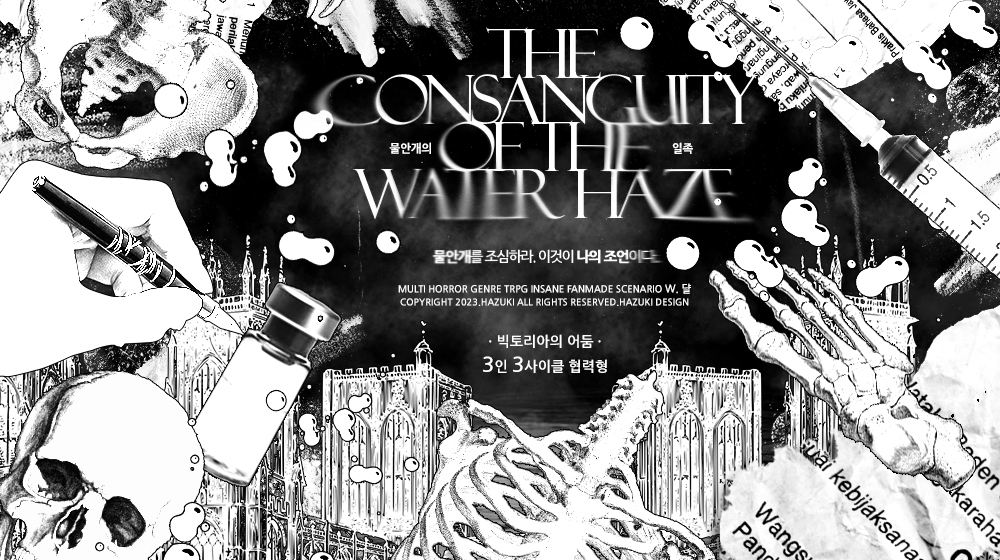 THE
CONSANGUITY
OF THE
물안개의 일족
WATER HAZE
물안개를 조심하라. 이것이 나의 조언이다.
MULTI HORROR GENRE TRPG INSANE FANMADE SCENARIO W. 달
COPYRIGHT 2023.HAZUKI ALL RIGHTS RESERVED.HAZUKI DESIGN
· 빅토리아의 어둠 ·
3인 3사이클 협력형
0.5
1
1.5
uai kebijaksan
Wangs